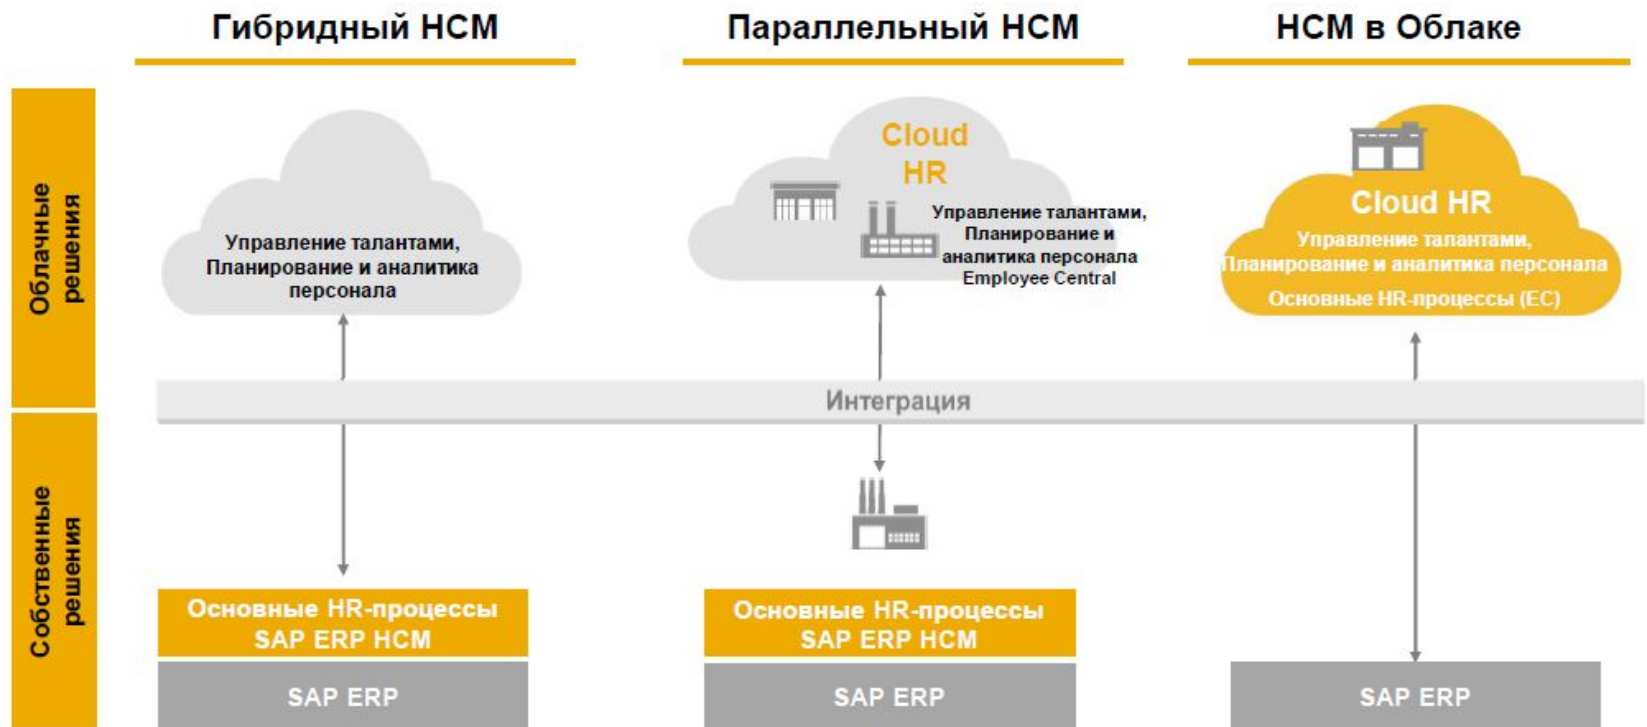 Гибридный HCM
Параллельный HCM
HCM в Облаке
Облачные
решения
Управление талантами,
Планирование и аналитика
персонала
Cloud
HR
Управление талантами,
Планирование и
аналитика персонала
Employee Central
Cloud HR
Управление талантами,
Планирование и аналитика персонала
Основные HR-процессы (EC)
Интеграция
Собственные
решения
Основные HR-процессы
SAP ERP HCM
SAP ERP
Основные HR-процессы
SAP ERP HCM
SAP ERP
SAP ERP